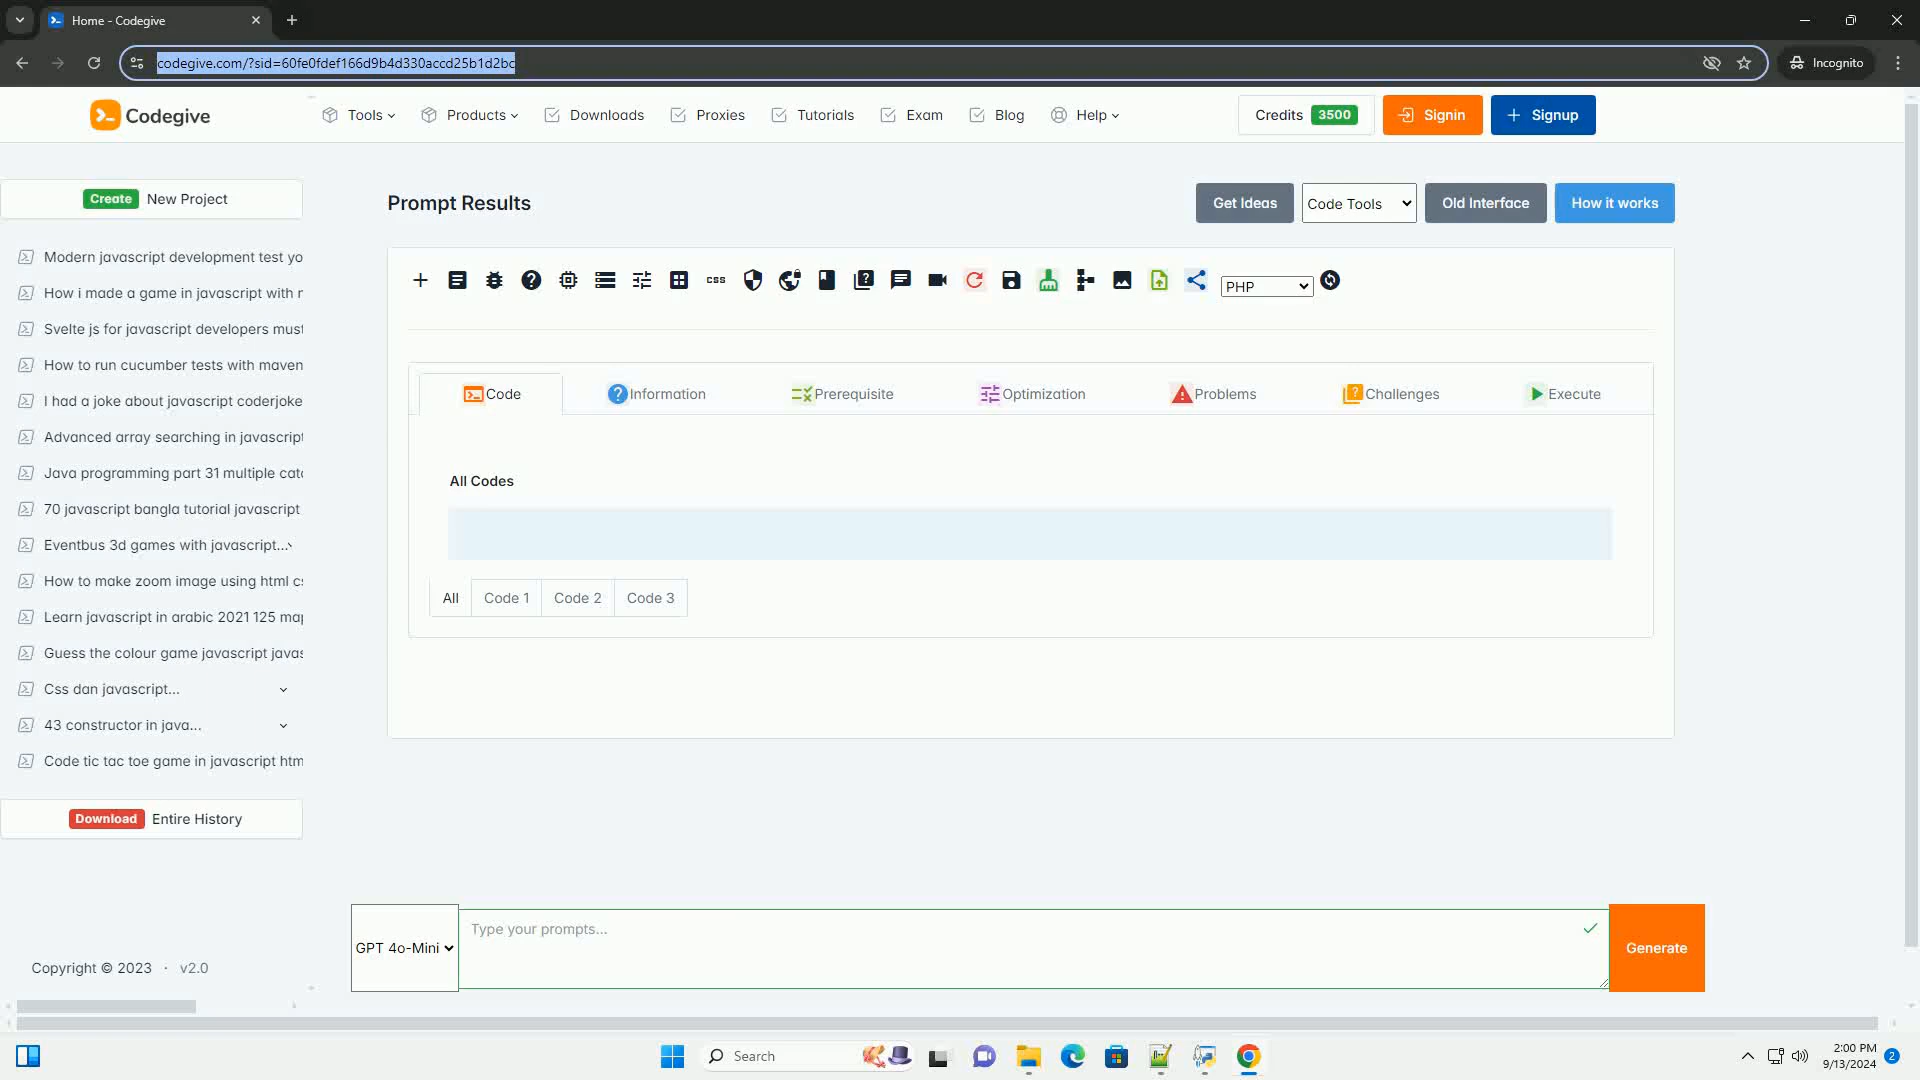 Home - Codegive
codegive.com/?sid=60fe0fdef166d9b4d330accd25b1d2bc
Incognito
Codegive
Tools
Products
Downloads
Proxies
Tutorials
Exam
Blog
Help
Credits 3500
Signin
Signup
Create New Project
Modern javascript development test yo
How i made a game in javascript with r
Svelte js for javascript developers must
How to run cucumber tests with maven
I had a joke about javascript coderjoke
Advanced array searching in javascript
Java programming part 31 multiple catc
70 javascript bangla tutorial javascript
Eventbus 3d games with javascript...
How to make zoom image using html cs
Learn javascript in arabic 2021 125 map
Guess the colour game javascript javas
Css dan javascript...
43 constructor in java...
Code tic tac toe game in javascript htm
Download Entire History
Copyright © 2023 · v2.0
Prompt Results
Get Ideas
Code Tools
Old Interface
How it works
css
PHP
Code
Information
Prerequisite
Optimization
Problems
Challenges
Execute
All Codes
All
Code 1
Code 2
Code 3
GPT 4o-Mini
Type your prompts...
Generate
Search
2:00 PM
9/13/2024
2